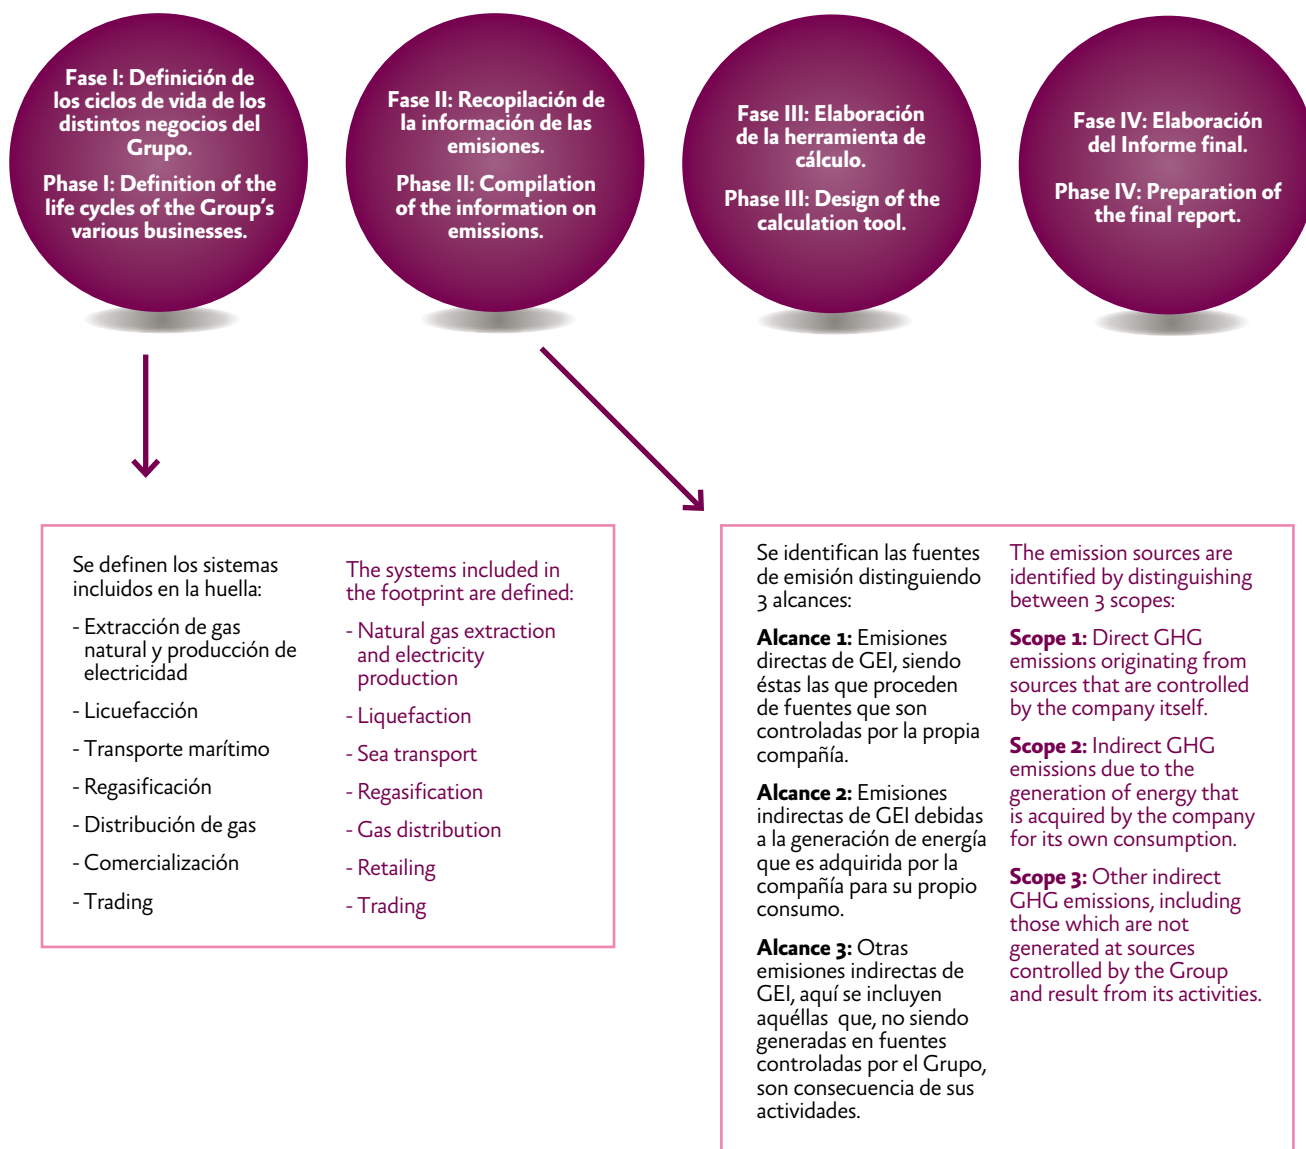 Fase I: Definición de
los ciclos de vida de los
distintos negocios del
Grupo.
Phase I: Definition of the
life cycles of the Group's
various businesses.
Fase II: Recopilación de
la información de las
emisiones.
Phase II: Compilation
of the information on
emissions.
Fase III: Elaboración
de la herramienta de
cálculo.
Phase III: Design of the
calculation tool.
Fase IV: Elaboración
del Informe final.
Phase IV: Preparation of
the final report.
Se definen los sistemas
incluidos en la huella:
- Extracción de gas
natural y producción de
electricidad
- Licuefacción
- Transporte marítimo
- Regasificación
- Distribución de gas
- Comercialización
- Trading
The systems included in
the footprint are defined:
- Natural gas extraction
and electricity
production
- Liquefaction
- Sea transport
- Regasification
- Gas distribution
- Retailing
- Trading
Se identifican las fuentes
de emisión distinguiendo
3 alcances:
Alcance 1: Emisiones
directas de GEI, siendo
éstas las que proceden
de fuentes que son
controladas por la propia
compañía.
Alcance 2: Emisiones
indirectas de GEI debidas
a la generación de energía
que es adquirida por la
compañía para su propio
consumo.
Alcance 3: Otras
emisiones indirectas de
GEI, aquí se incluyen
aquéllas que, no siendo
generadas en fuentes
controladas por el Grupo,
son consecuencia de sus
actividades.
The emission sources are
identified by distinguishing
between 3 scopes:
Scope 1: Direct GHG
emissions originating from
sources that are controlled
by the company itself.
Scope 2: Indirect GHG
emissions due to the
generation of energy that
is acquired by the company
for its own consumption.
Scope 3: Other indirect
GHG emissions, including
those which are not
generated at sources
controlled by the Group
and result from its activities.